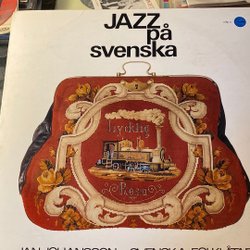 JAZZ
på
svenska
Lycklig
Resa
JAN JOHANSSON